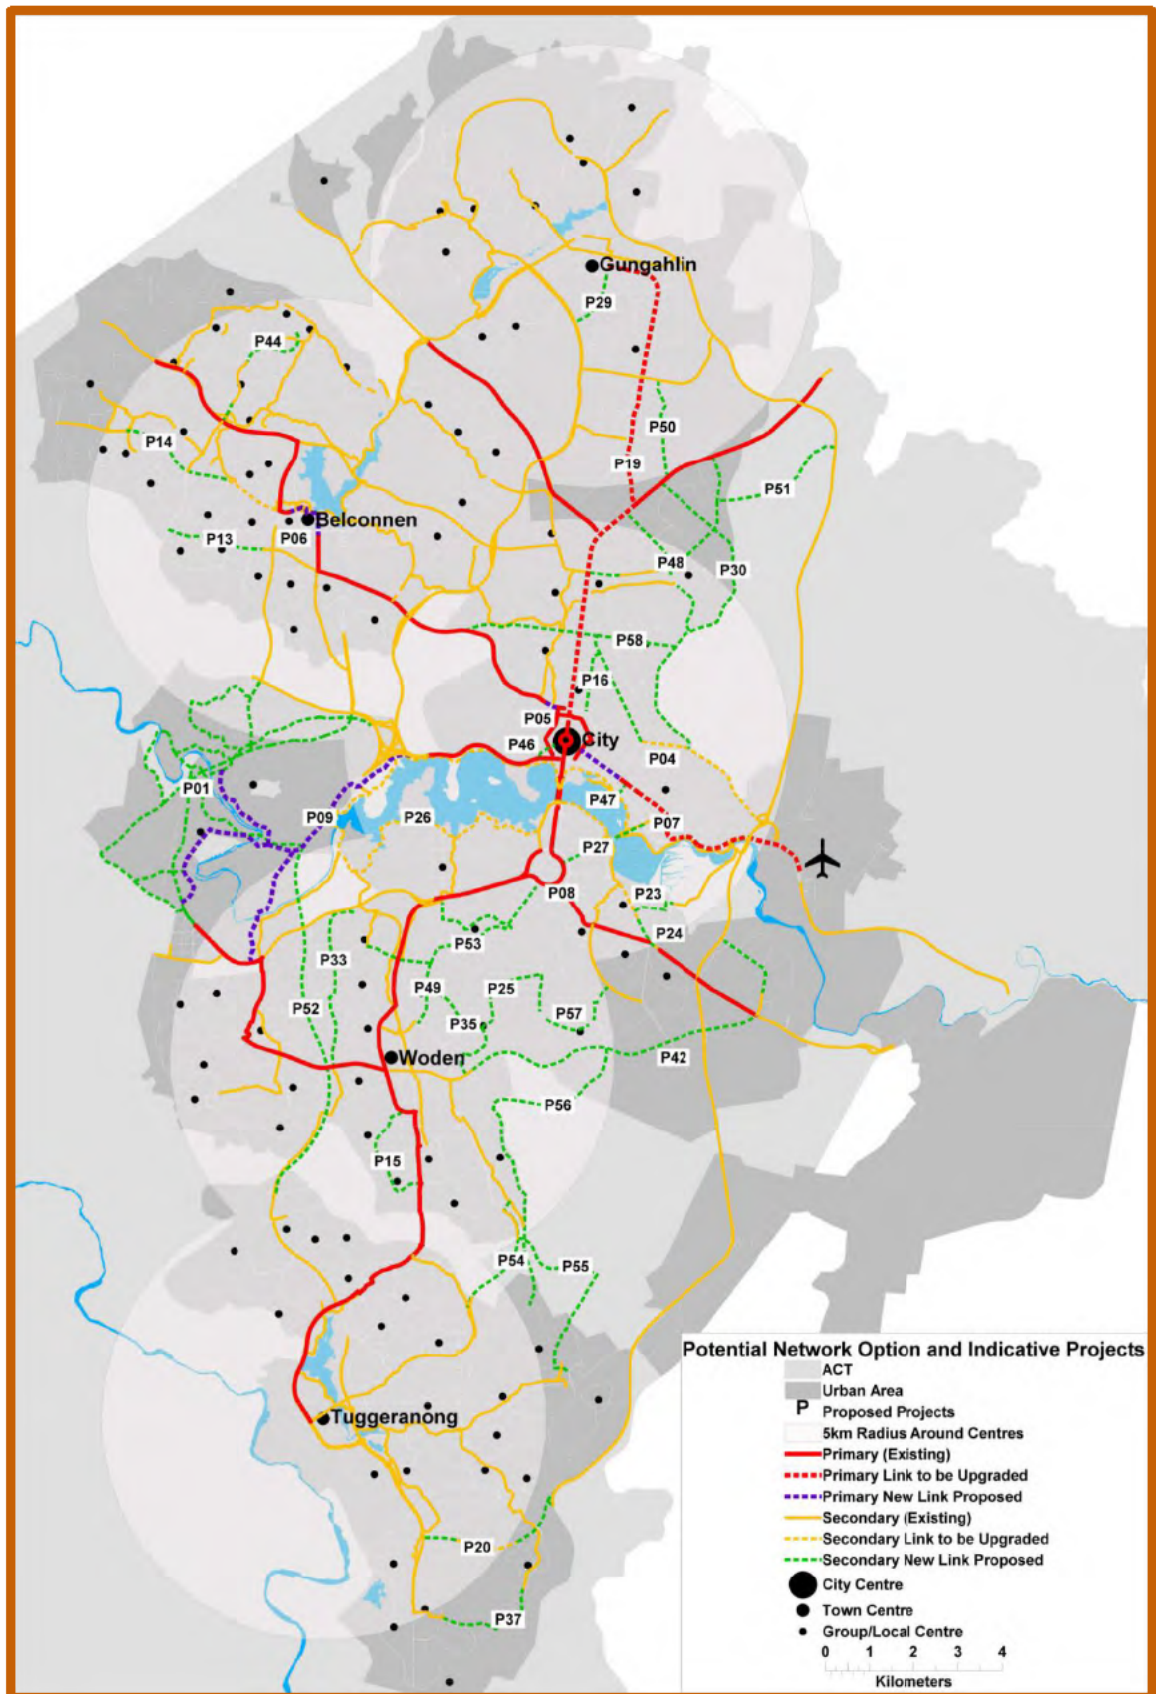 Gungahlin
P29
P44
P50
P14
P19
P51
Belconnen
P06
P13
P48
P30
P58
P16
P05
City
P46
P04
P01
P47
P09
P26
P07
P27
P08
P23
P24
P53
P33
P49
P25
P52
P35
P57
Woden
P42
P56
P15
P54
P55
Tuggeranong
P20
P37
Potential Network Option and Indicative Projects
ACT
Urban Area
P Proposed Projects
5km Radius Around Centres
Primary (Existing)
Primary Link to be Upgraded
Primary New Link Proposed
Secondary (Existing)
Secondary Link to be Upgraded
Secondary New Link Proposed
City Centre
Town Centre
Group/Local Centre
0 1 2 3 4
Kilometers